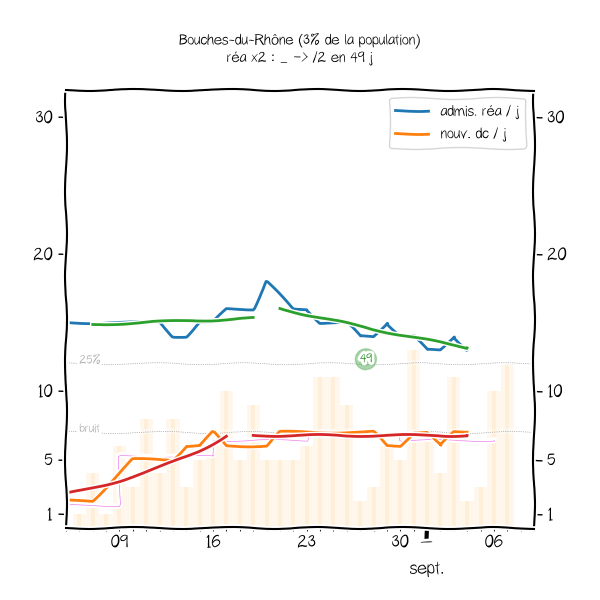 Bouches-du-Rhône (3% de la population)
réa x2 : _ -> /2 en 49 j
admis. réa / j
nouv. dc / j
30
30
20
20
25%
49
10
10
bruit
5
5
1
1
09
16
23
30
06
sept.